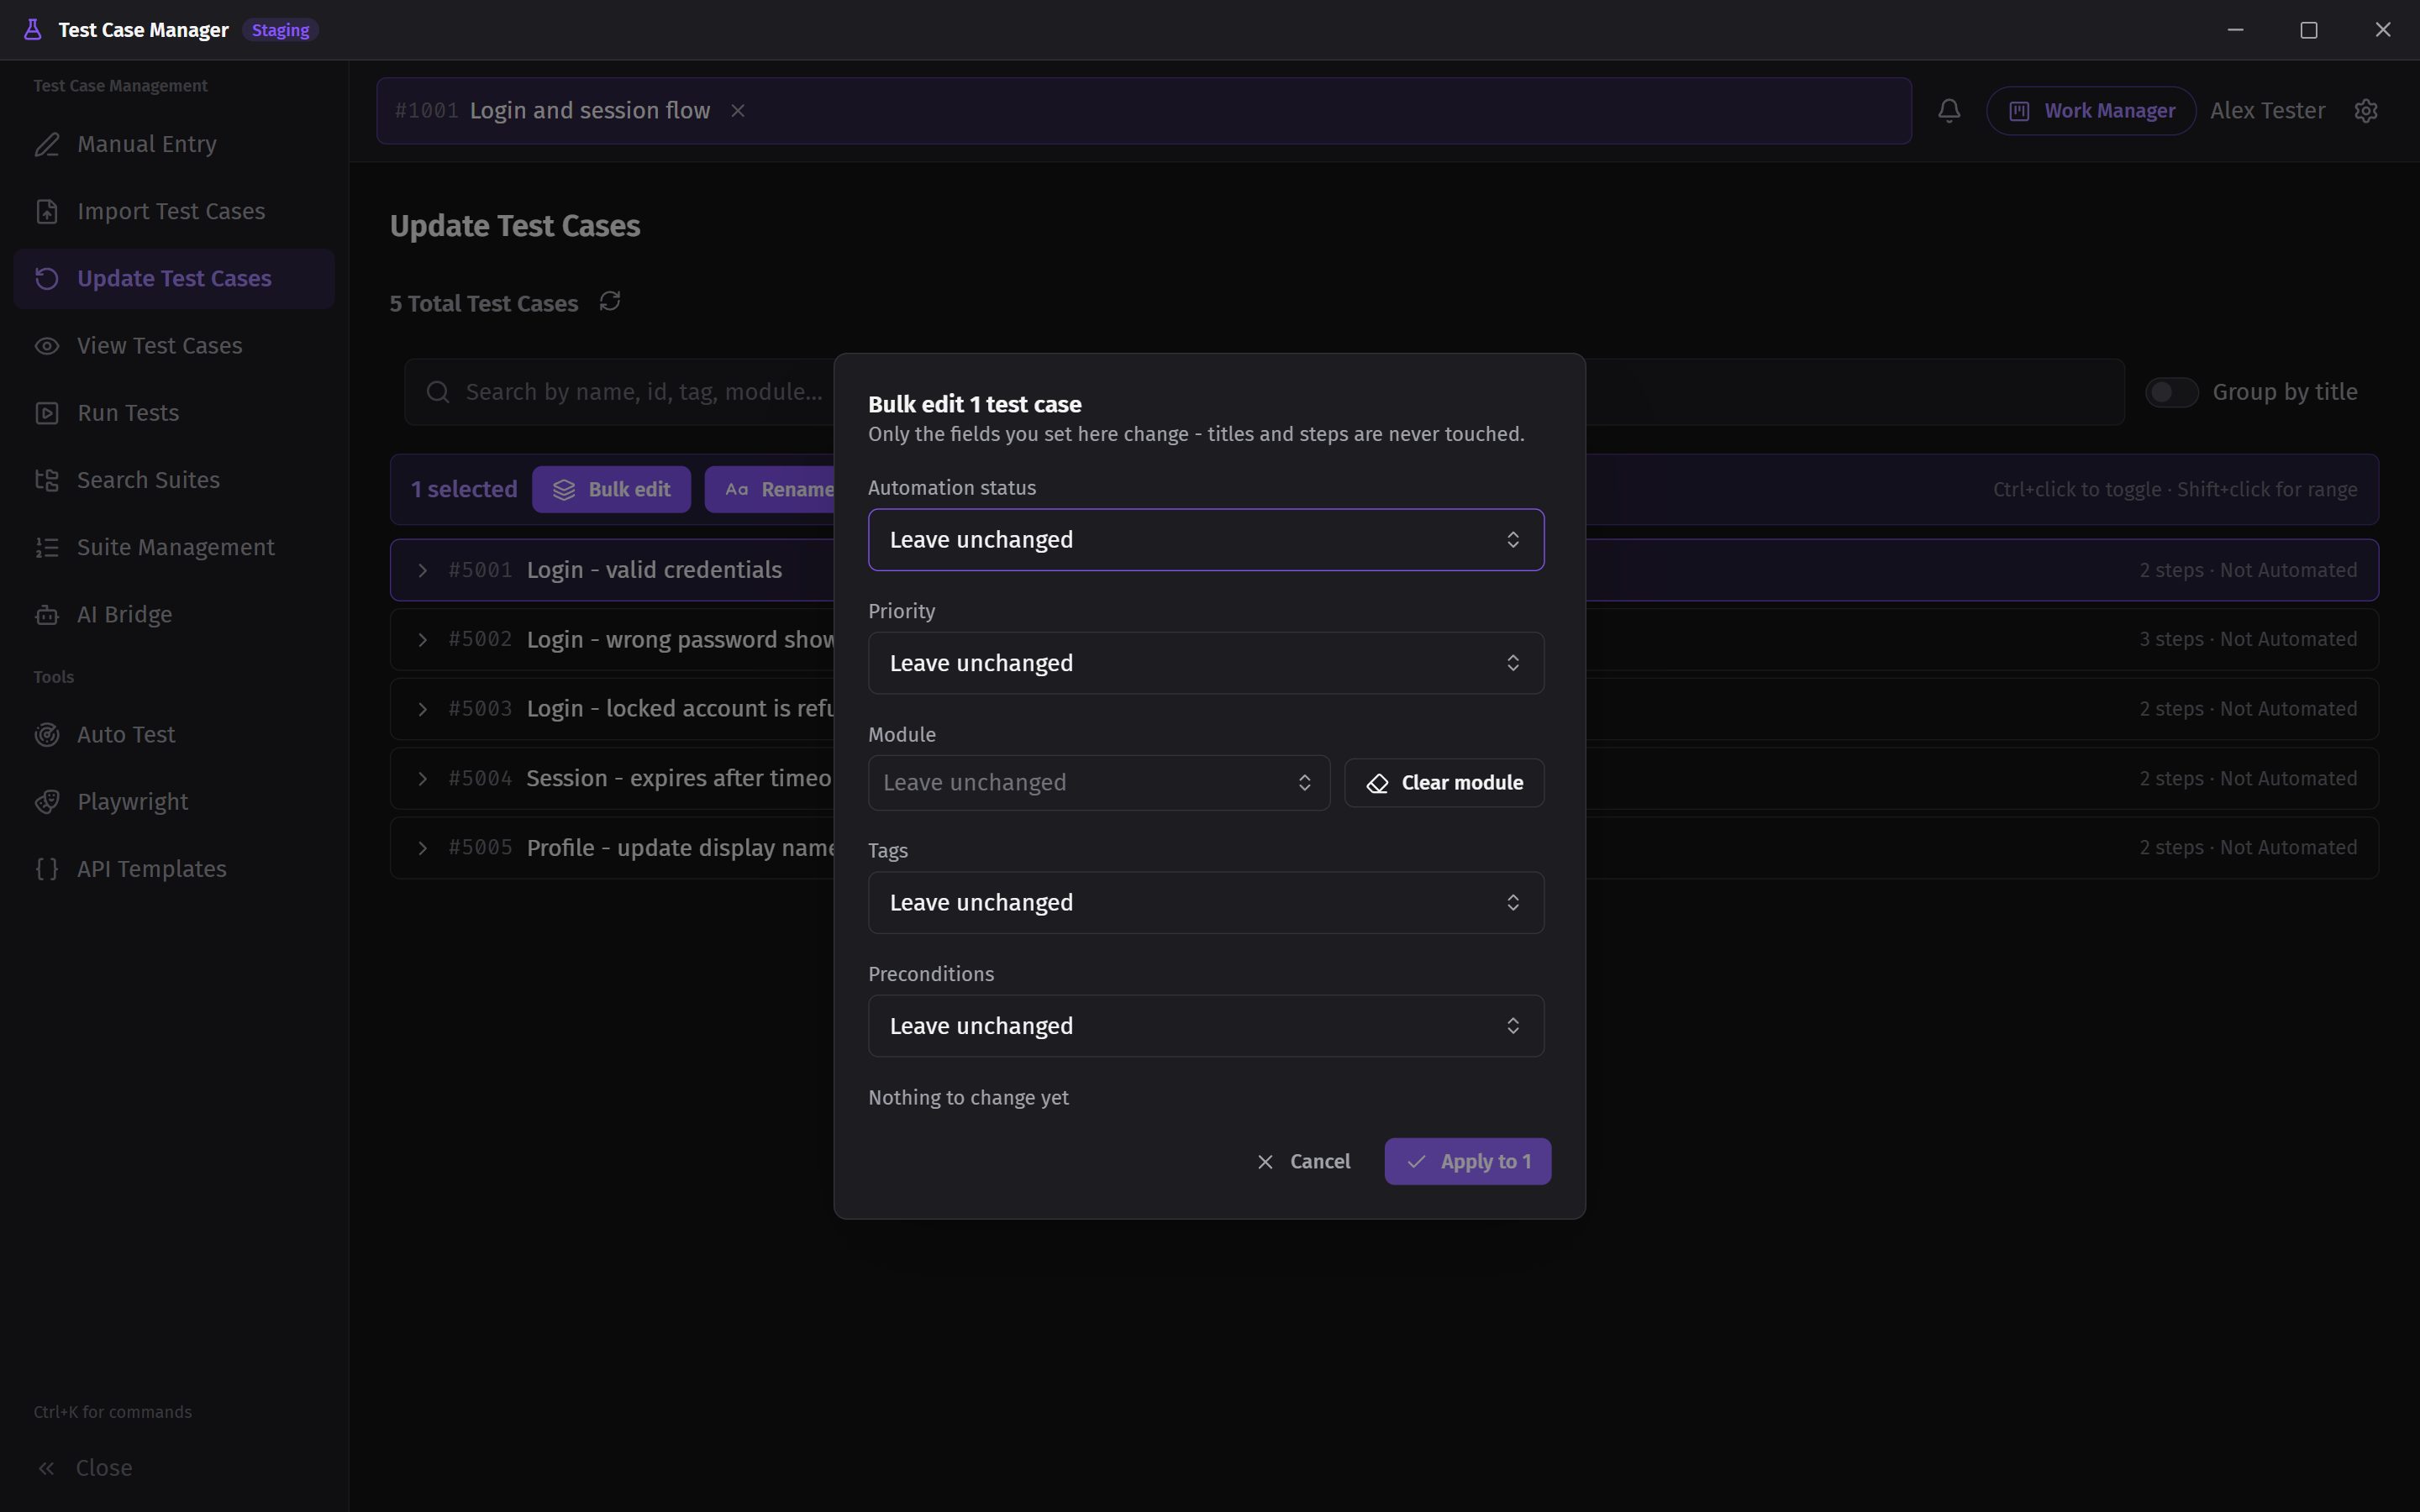 Test Case Manager Staging
Test Case Management
Manual Entry
Import Test Cases
Update Test Cases
View Test Cases
Run Tests
Search Suites
Suite Management
AI Bridge
Tools
Auto Test
Playwright
API Templates
Ctrl+K for commands
Close
#1001 Login and session flow
Work Manager
Alex Tester
Update Test Cases
5 Total Test Cases
Search by name, id, tag, module...
Group by title
1 selected
Bulk edit
Aa Rename
Ctrl+click to toggle · Shift+click for range
#5001 Login - valid credentials
2 steps · Not Automated
#5002 Login - wrong password
3 steps · Not Automated
#5003 Login - locked account is
2 steps · Not Automated
#5004 Session - expires after
2 steps · Not Automated
#5005 Profile - update display name
2 steps · Not Automated
Bulk edit 1 test case
Only the fields you set here change - titles and steps are never touched.
Automation status
Leave unchanged
Priority
Leave unchanged
Module
Leave unchanged
Clear module
Tags
Leave unchanged
Preconditions
Leave unchanged
Nothing to change yet
Cancel
Apply to 1